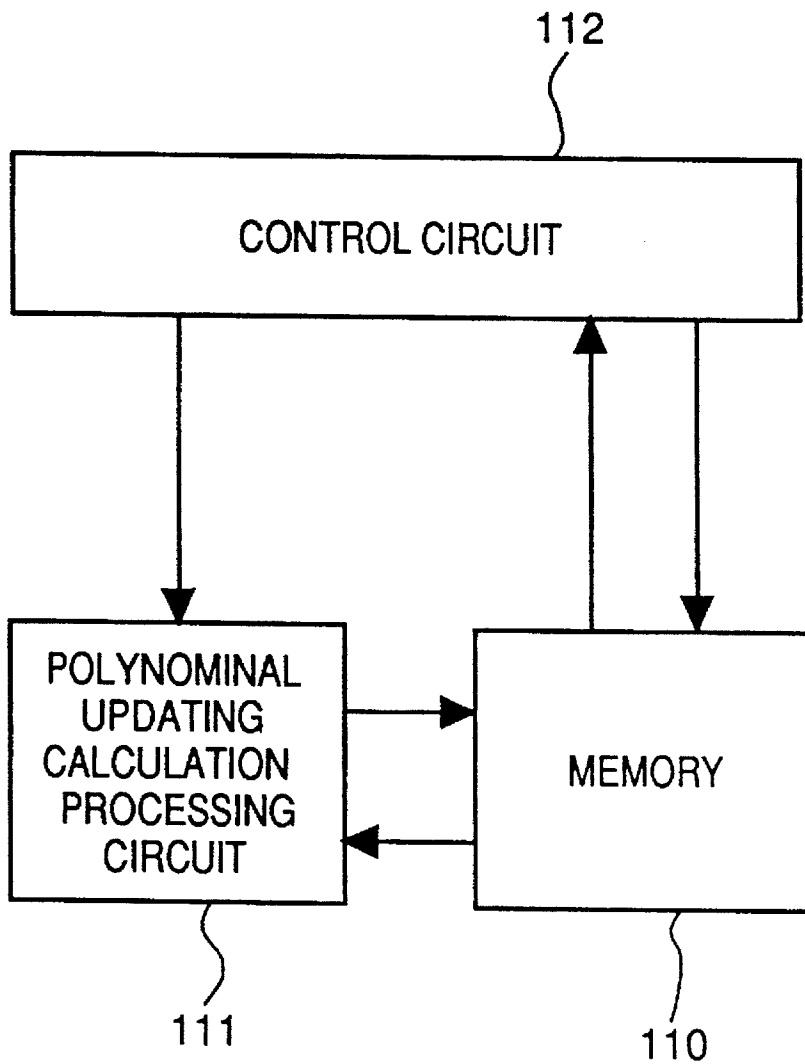 112
CONTROL CIRCUIT
POLYNOMINAL
UPDATING
CALCULATION
PROCESSING
CIRCUIT
MEMORY
111
110